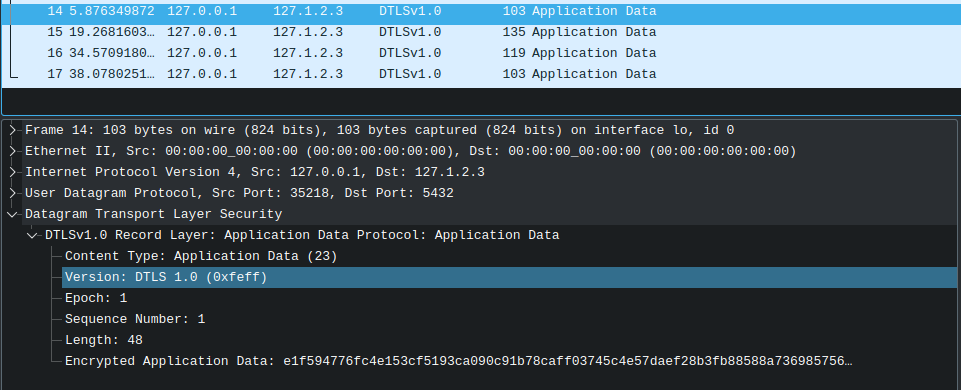 14 5.876349872 127.0.0.1 127.1.2.3 DTLSv1.0 103 Application Data
15 19.2681603… 127.0.0.1 127.1.2.3 DTLSv1.0 135 Application Data
16 34.5709180… 127.0.0.1 127.1.2.3 DTLSv1.0 119 Application Data
17 38.0780251… 127.0.0.1 127.1.2.3 DTLSv1.0 103 Application Data
Frame 14: 103 bytes on wire (824 bits), 103 bytes captured (824 bits) on interface lo, id 0
Ethernet II, Src: 00:00:00_00:00:00 (00:00:00:00:00:00), Dst: 00:00:00_00:00:00 (00:00:00:00:00:00)
Internet Protocol Version 4, Src: 127.0.0.1, Dst: 127.1.2.3
User Datagram Protocol, Src Port: 35218, Dst Port: 5432
Datagram Transport Layer Security
DTLSv1.0 Record Layer: Application Data Protocol: Application Data
Content Type: Application Data (23)
Version: DTLS 1.0 (0xfeff)
Epoch: 1
Sequence Number: 1
Length: 48
Encrypted Application Data: e1f594776fc4e153cf5193ca090c91b78caff03745c4e57daef28b3fb88588a736985756…